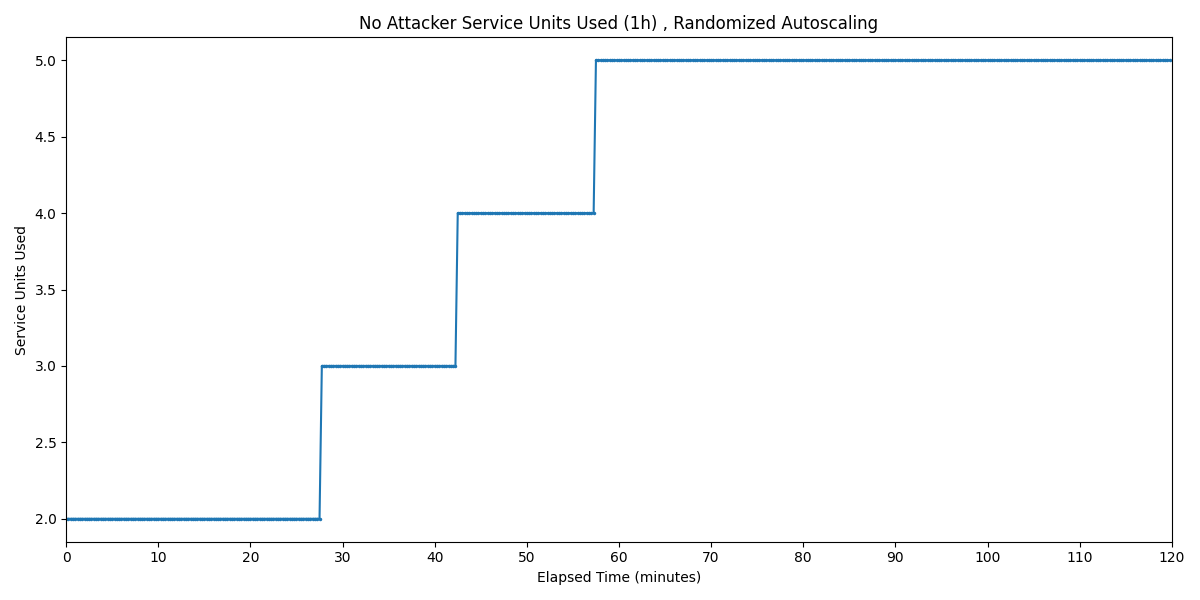 No Attacker Service Units Used (1h) , Randomized Autoscaling
5.0
4.5
4.0
3.5
3.0
2.5
2.0
Service Units Used
0 10 20 30 40 50 60 70 80 90 100 110 120
Elapsed Time (minutes)